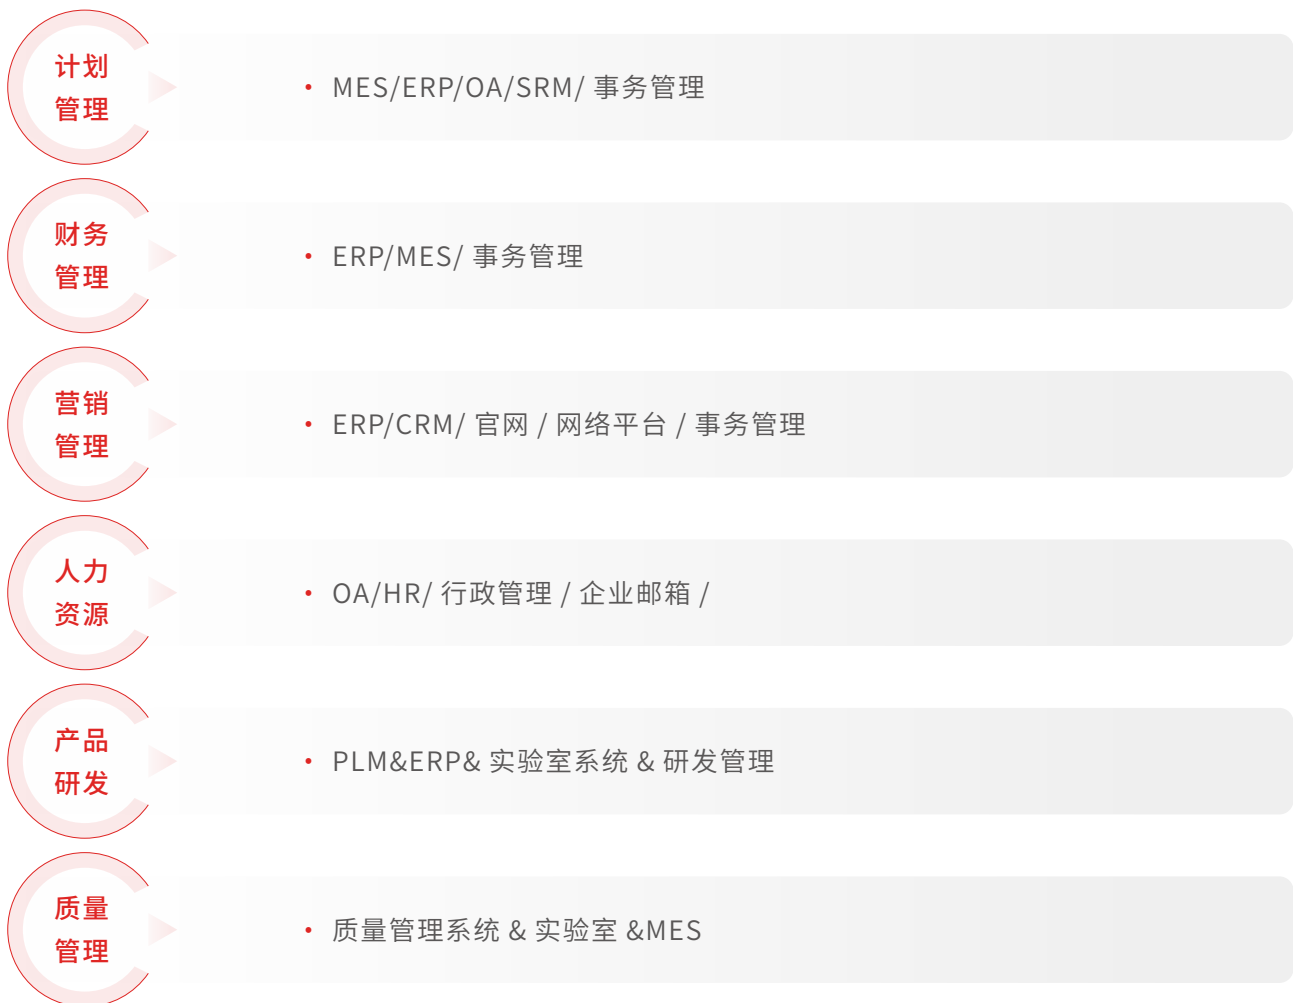 计划
管理
• MES/ERP/OA/SRM/ 事务管理
财务
管理
• ERP/MES/ 事务管理
营销
管理
• ERP/CRM/ 官网 / 网络平台 / 事务管理
人力
资源
• OA/HR/ 行政管理 / 企业邮箱 /
产品
研发
• PLM&ERP& 实验室系统 & 研发管理
质量
管理
• 质量管理系统 & 实验室 &MES